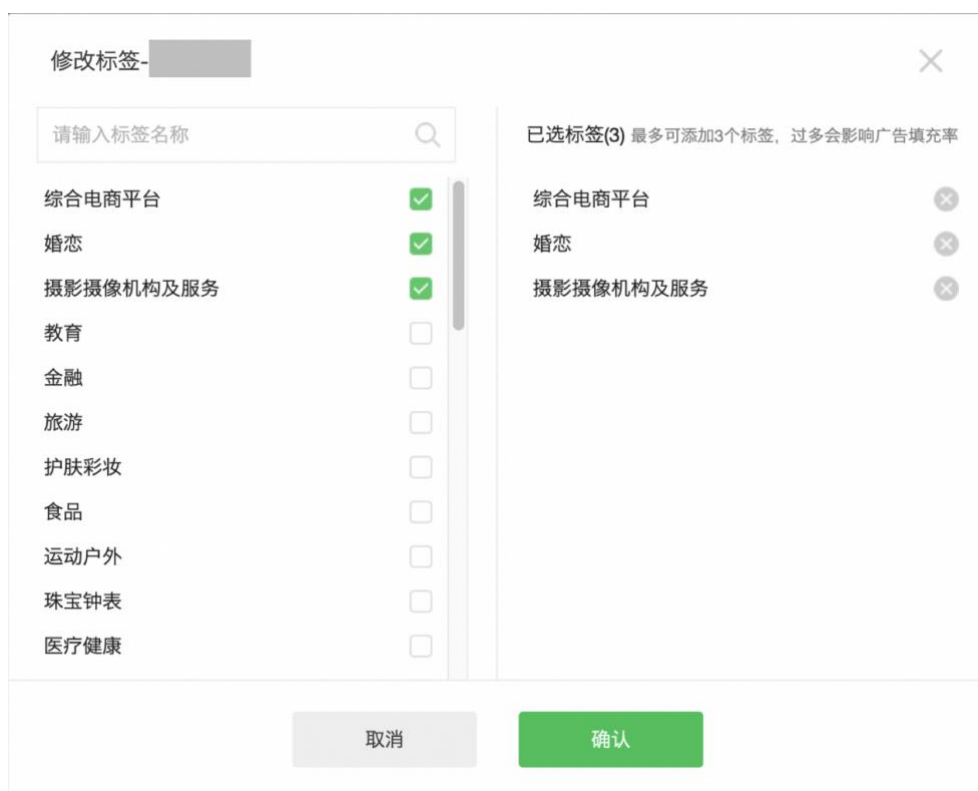 修改标签-
请输入标签名称
综合电商平台
婚恋
摄影摄像机构及服务
教育
金融
旅游
护肤彩妆
食品
运动户外
珠宝钟表
医疗健康
已选标签(3) 最多可添加3个标签，过多会影响广告填充率
综合电商平台
婚恋
摄影摄像机构及服务
取消
确认